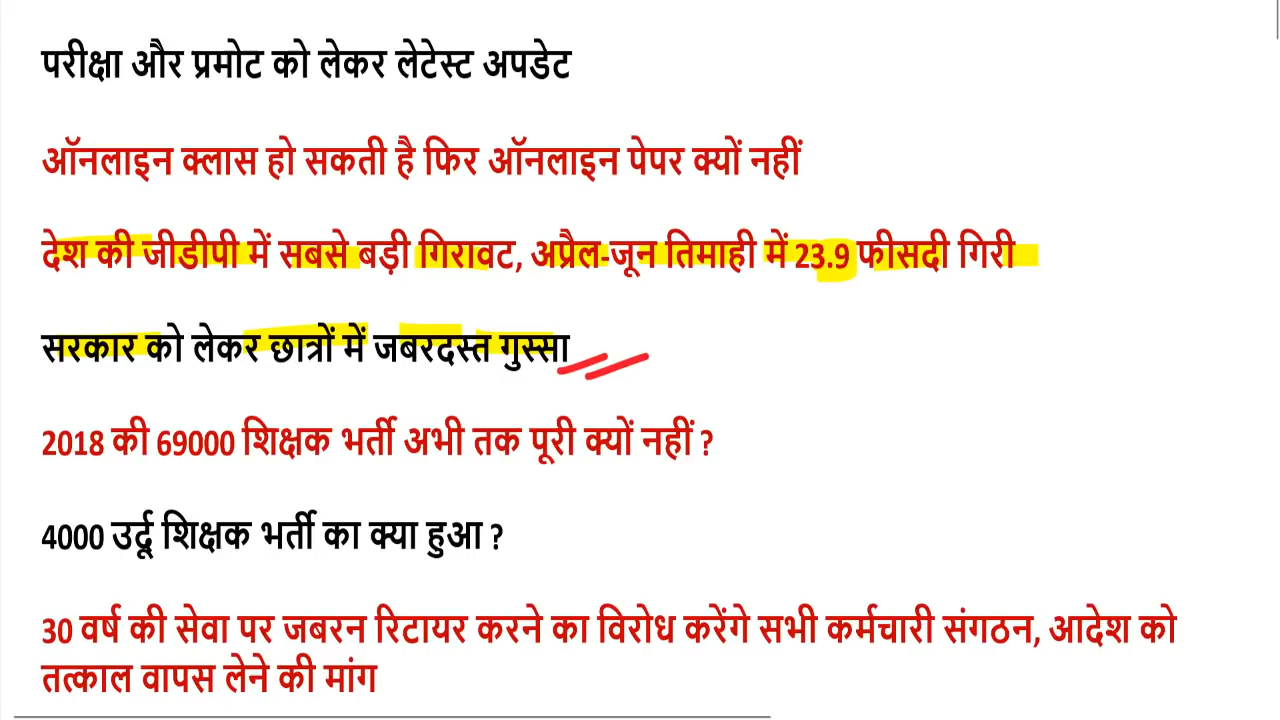 परीक्षा और प्रमोट को लेकर लेटेस्ट अपडेट
ऑनलाइन क्लास हो सकती है फिर ऑनलाइन पेपर क्यों नहीं
देश की जीडीपी में सबसे बड़ी गिरावट, अप्रैल-जून तिमाही में 23.9 फीसदी गिरी
सरकार को लेकर छात्रों में जबरदस्त गुस्सा
2018 की 69000 शिक्षक भर्ती अभी तक पूरी क्यों नहीं ?
4000 उर्दू शिक्षक भर्ती का क्या हुआ ?
30 वर्ष की सेवा पर जबरन रिटायर करने का विरोध करेंगे सभी कर्मचारी संगठन, आदेश को
तत्काल वापस लेने की मांग